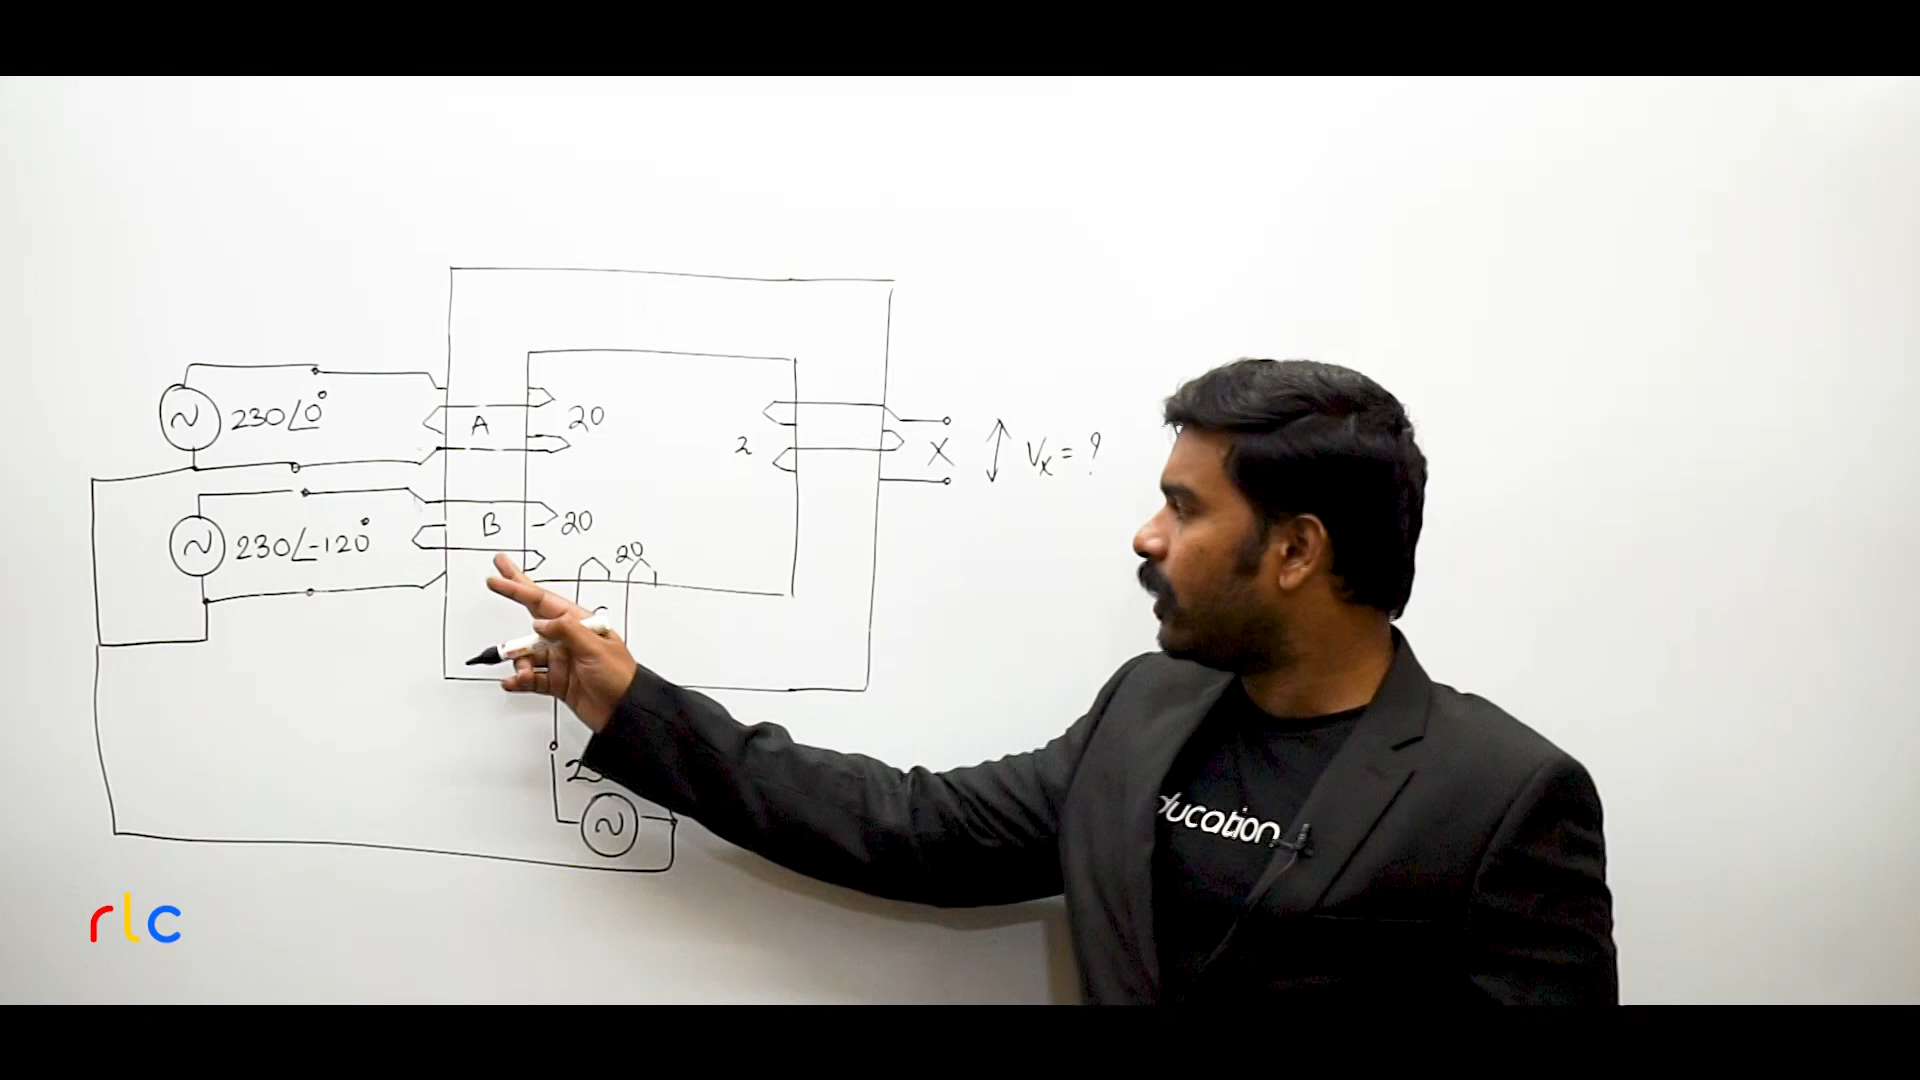 230∠0°
A
20
2
X
Vx = ?
230∠-120°
B
20
20
ducation
rlc